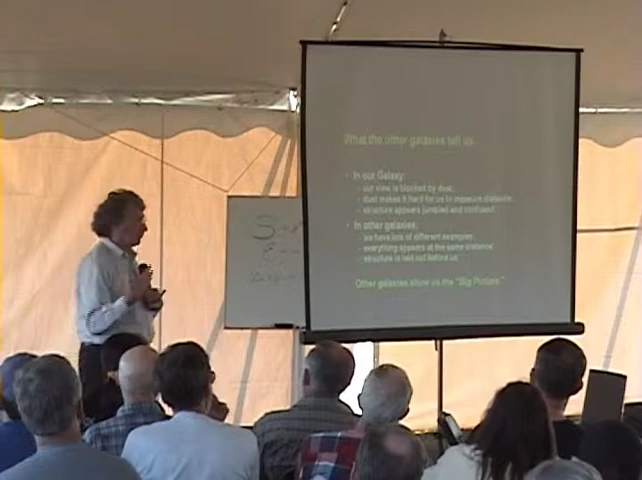 What the other galaxies tell us...
• In our Galaxy:
- our view is blocked by dust,
- dust makes it hard for us to measure distance
- structure appears jumbled and confused.
• In other galaxies:
- we have lots of different examples
- everything appears at the same distance
- structure is laid out before us
Other galaxies show us the "Big Picture"